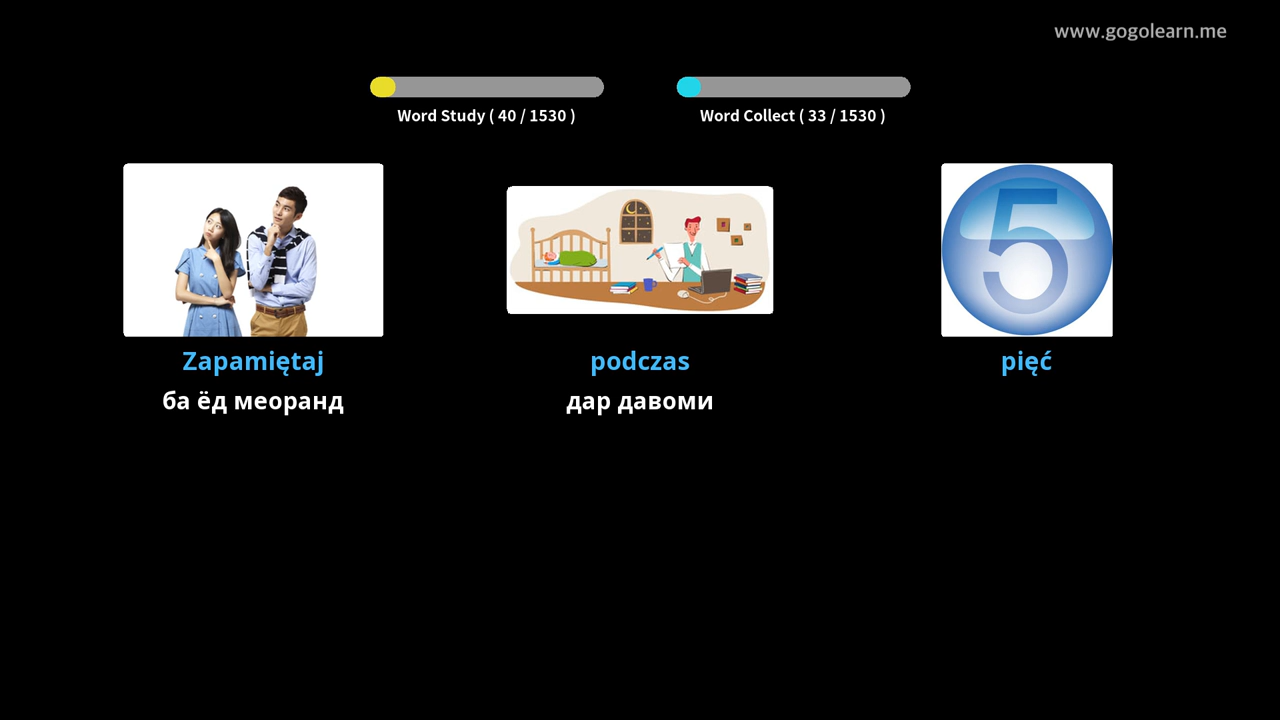 www.gogolearn.me
Word Study ( 40 / 1530 )
Word Collect ( 33 / 1530 )
5
Zapamiętaj
podczas
pięć
ба ёд меоранд
дар давоми